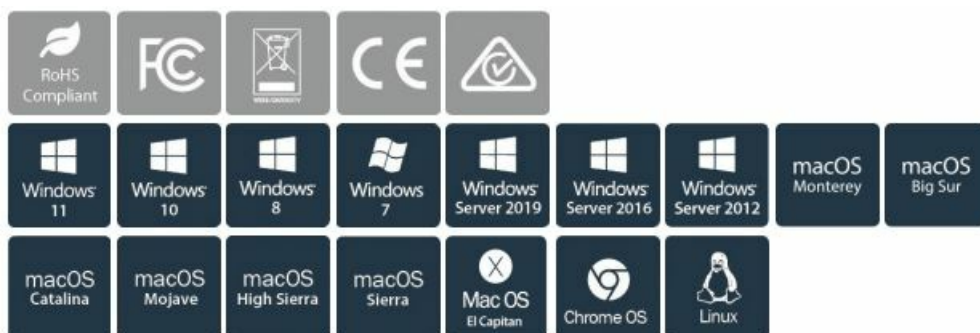 RoHS
Compliant
FC
CE
Windows
11
Windows
10
Windows
8
Windows
7
Windows
Server 2019
Windows
Server 2016
Windows
Server 2012
macOS
Monterey
macOS
Big Sur
macOS
Catalina
macOS
Mojave
macOS
High Sierra
macOS
Sierra
X
Mac OS
El Capitan
Chrome OS
Linux